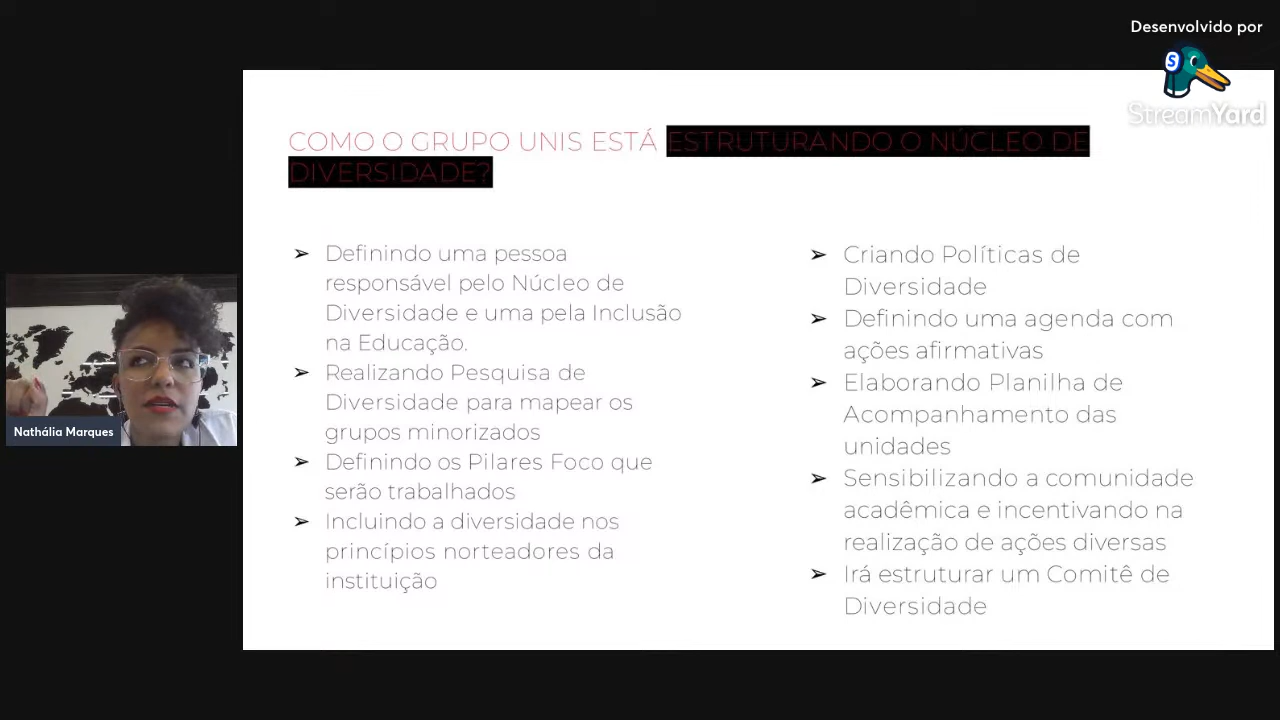 Desenvolvido por
StreamYard
COMO O GRUPO UNIS ESTÁ ESTRUTURANDO O NÚCLEO DE
DIVERSIDADE?
➢ Definindo uma pessoa
responsável pelo Núcleo de
Diversidade e uma pela Inclusão
na Educação.
➢ Realizando Pesquisa de
Diversidade para mapear os
grupos minorizados
➢ Definindo os Pilares Foco que
serão trabalhados
➢ Incluindo a diversidade nos
princípios norteadores da
instituição
➢ Criando Políticas de
Diversidade
➢ Definindo uma agenda com
ações afirmativas
➢ Elaborando Planilha de
Acompanhamento das
unidades
➢ Sensibilizando a comunidade
acadêmica e incentivando na
realização de ações diversas
➢ Irá estruturar um Comitê de
Diversidade
Nathália Marques